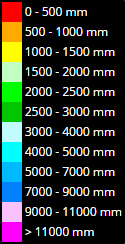 0 - 500 mm
500 - 1000 mm
1000 - 1500 mm
1500 - 2000 mm
2000 - 2500 mm
2500 - 3000 mm
3000 - 4000 mm
4000 - 5000 mm
5000 - 7000 mm
7000 - 9000 mm
9000 - 11000 mm
> 11000 mm